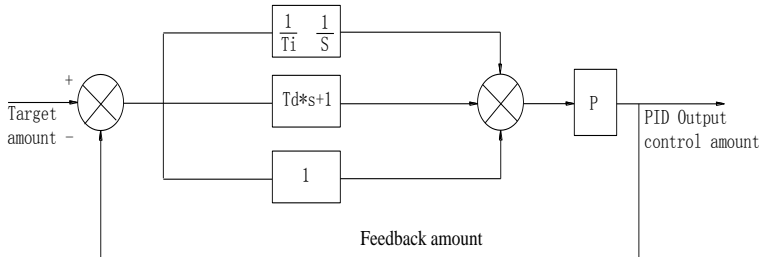 1 1
Ti S
+
Target
amount -
Td*s+1
P
PID Output
control amount
1
Feedback amount